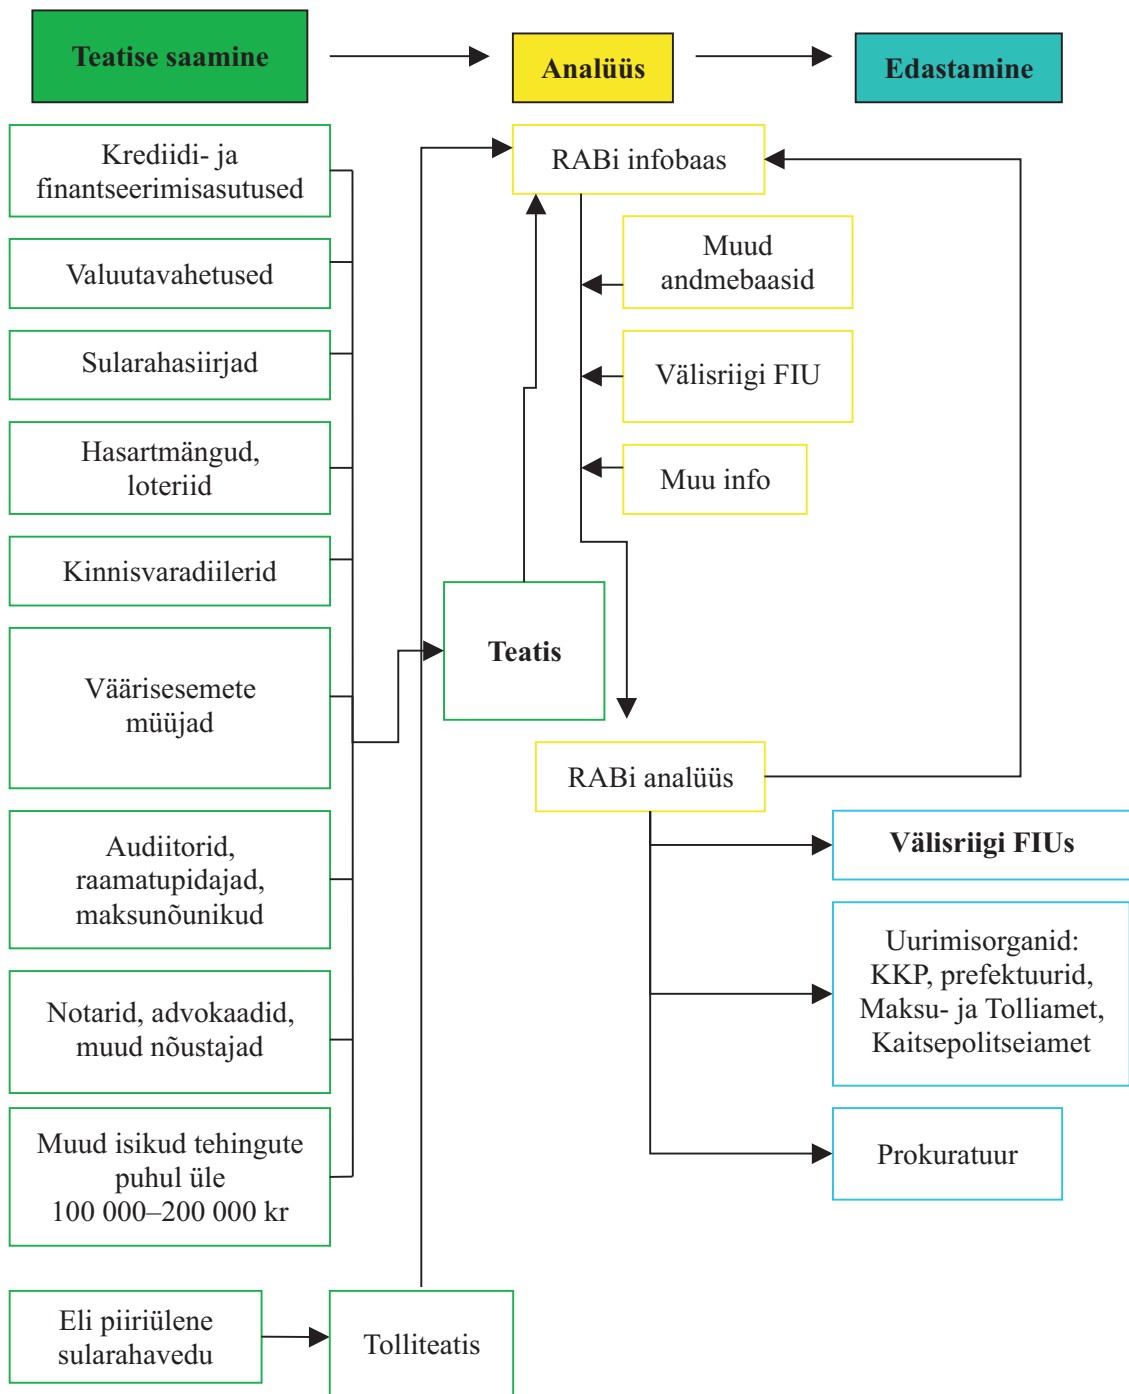 Teatise saamine
Analüüs
Edastamine
Krediidi- ja
finantseerimisasutused
Valuutavahetused
Sularahasiirjad
Hasartmängud,
loteriid
Kinnisvaradiilerid
Väärisesemete
müüjad
Audiitorid,
raamatupidajad,
maksunõunikud
Notarid, advokaadid,
muud nõustajad
Muud isikud tehingute
puhul üle
100 000–200 000 kr
Eli piiriülene
sularahavedu
Tolliteatis
Teatis
RABi infobaas
Muud
andmebaasid
Välisriigi FIU
Muu info
RABi analüüs
Välisriigi FIUs
Uurimisorganid:
KKP, prefektuurid,
Maksu- ja Tolliamet,
Kaitsepolitseiamet
Prokuratuur